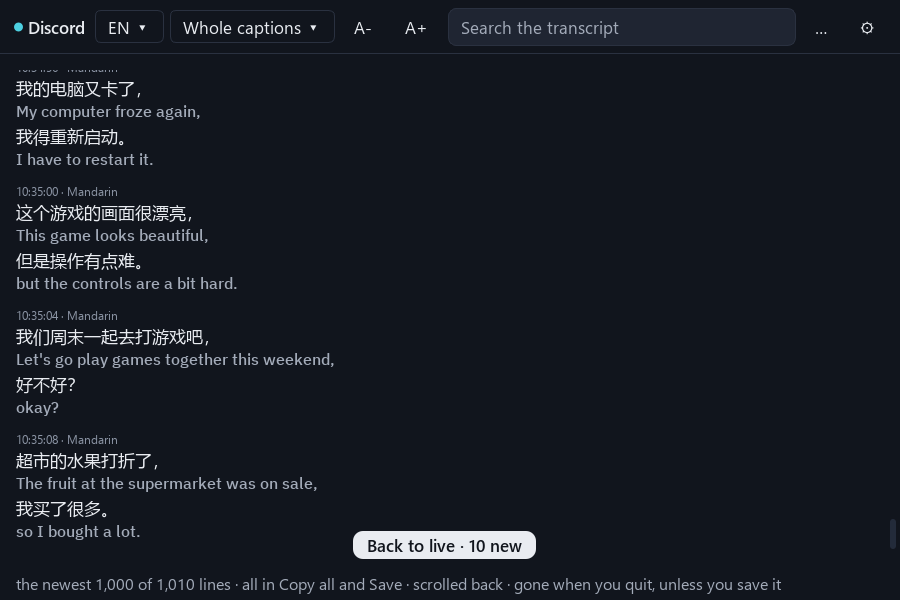 Discord EN ▾ Whole captions ▾ A- A+ Search the transcript ... 
我的电脑又卡了，
My computer froze again,
我得重新启动。
I have to restart it.
10:35:00 · Mandarin
这个游戏的画面很漂亮，
This game looks beautiful,
但是操作有点难。
but the controls are a bit hard.
10:35:04 · Mandarin
我们周末一起去打游戏吧，
Let's go play games together this weekend,
好不好？
okay?
10:35:08 · Mandarin
超市的水果打折了，
The fruit at the supermarket was on sale,
我买了很多。
so I bought a lot.
Back to live · 10 new
the newest 1,000 of 1,010 lines · all in Copy all and Save · scrolled back · gone when you quit, unless you save it